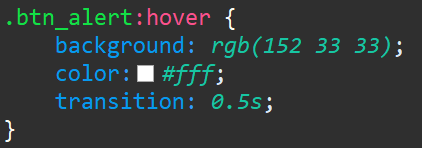 .btn_alert:hover {
    background: rgb(152 33 33);
    color: #fff;
    transition: 0.5s;
}